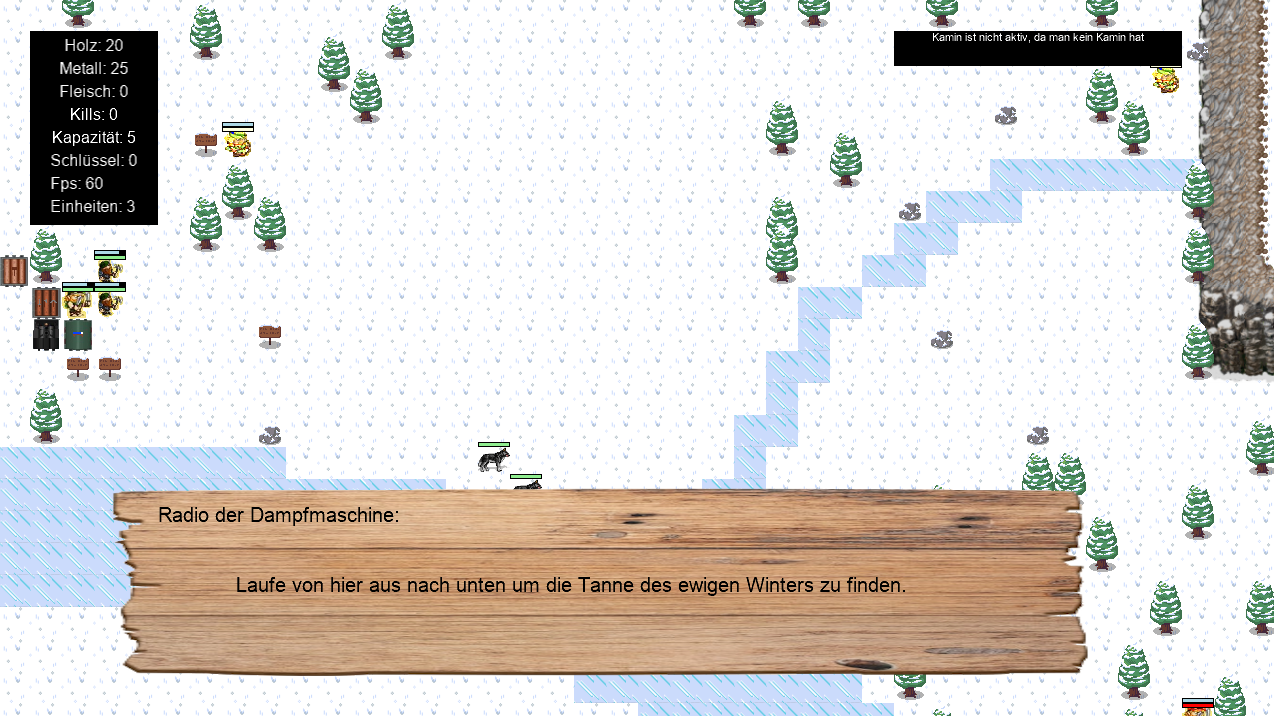 Holz: 20
Metall: 25
Fleisch: 0
Kills: 0
Kapazität: 5
Schlüssel: 0
Fps: 60
Einheiten: 3
Kamin ist nicht aktiv, da man kein Kamin hat
Radio der Dampfmaschine:
Laufe von hier aus nach unten um die Tanne des ewigen Winters zu finden.